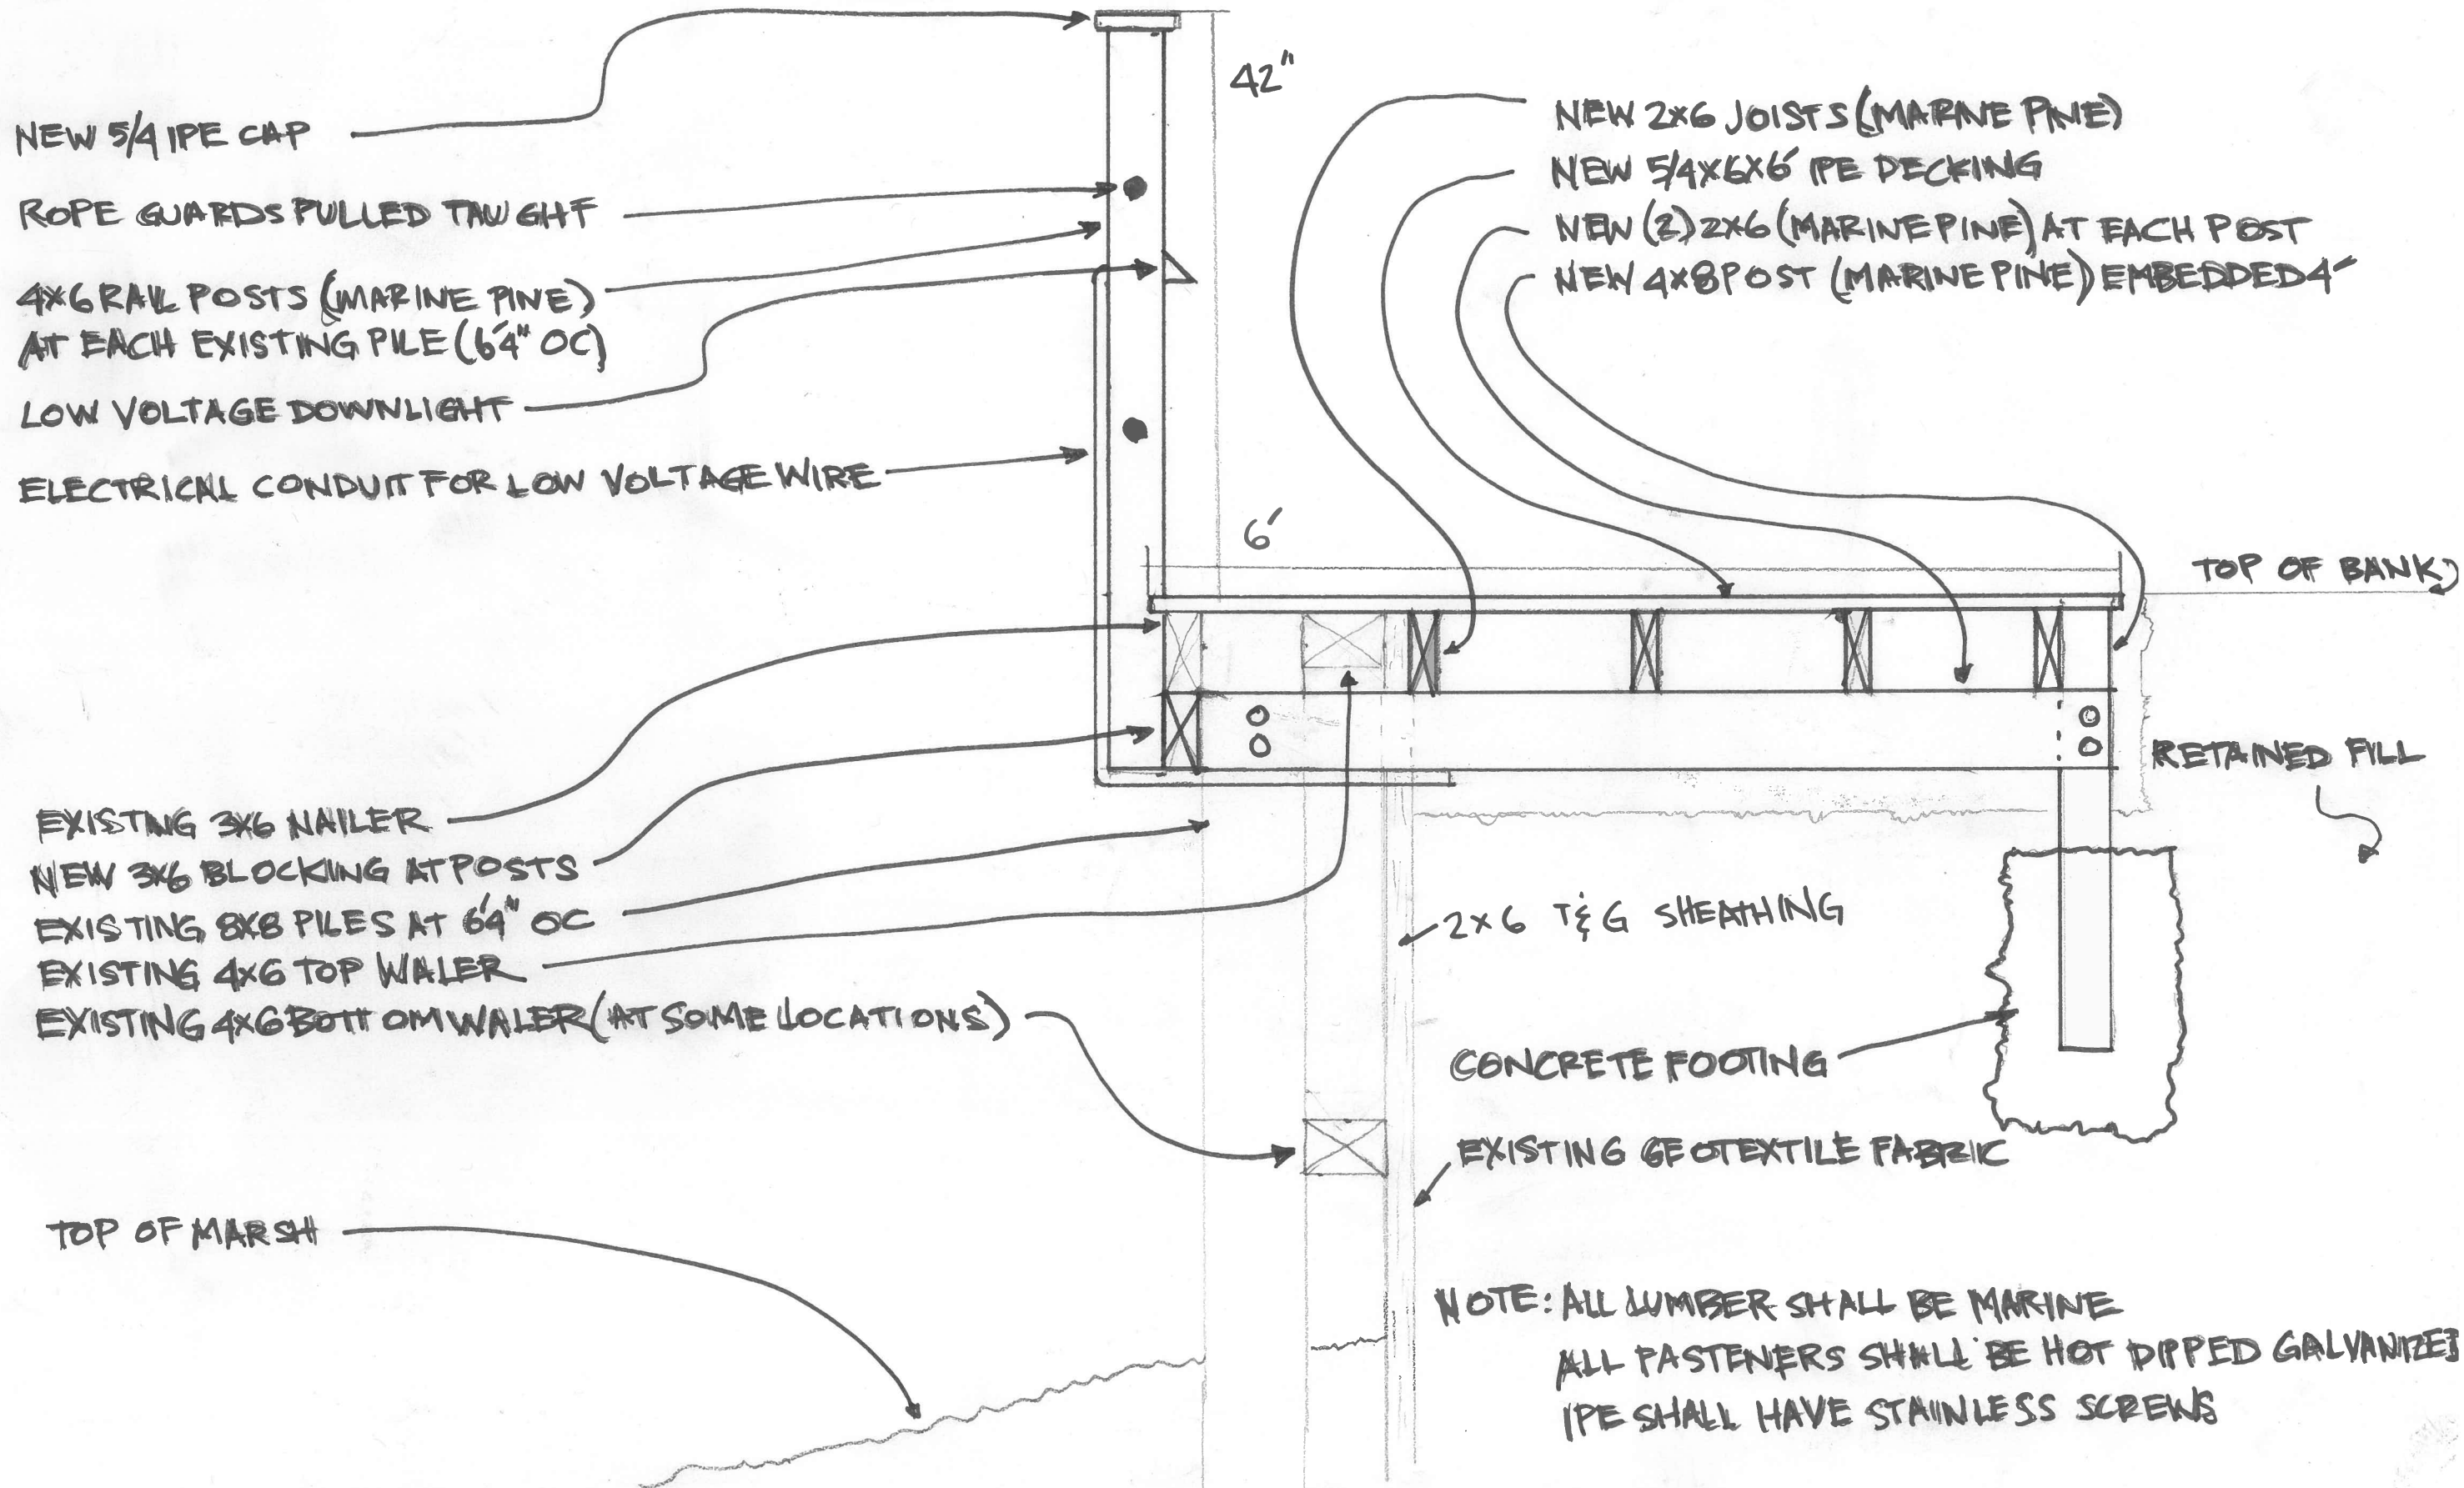 42"
NEW 5/4 IPE CAP
ROPE GUARDS PULLED TAUGHT
4X6 RAIL POSTS (MARINE PINE)
AT EACH EXISTING PILE (6'4" OC)
LOW VOLTAGE DOWNLIGHT
ELECTRICAL CONDUIT FOR LOW VOLTAGE WIRE
NEW 2X6 JOISTS (MARINE PINE)
NEW 5/4X6X6' IPE DECKING
NEW (2) 2X6 (MARINE PINE) AT EACH POST
NEW 4X8 POST (MARINE PINE) EMBEDDED 4'
6'
TOP OF BANK
RETAINED FILL
EXISTING 3X6 NAILER
NEW 3X6 BLOCKING AT POSTS
EXISTING 8X8 PILES AT 6'4" OC
EXISTING 4X6 TOP WALER
EXISTING 4X6 BOTTOM WALER (AT SOME LOCATIONS)
2X6 T&G SHEATHING
CONCRETE FOOTING
EXISTING GEOTEXTILE FABRIC
TOP OF MARSH
NOTE: ALL LUMBER SHALL BE MARINE
ALL FASTENERS SHALL BE HOT DIPPED GALVANIZED
IPE SHALL HAVE STAINLESS SCREWS